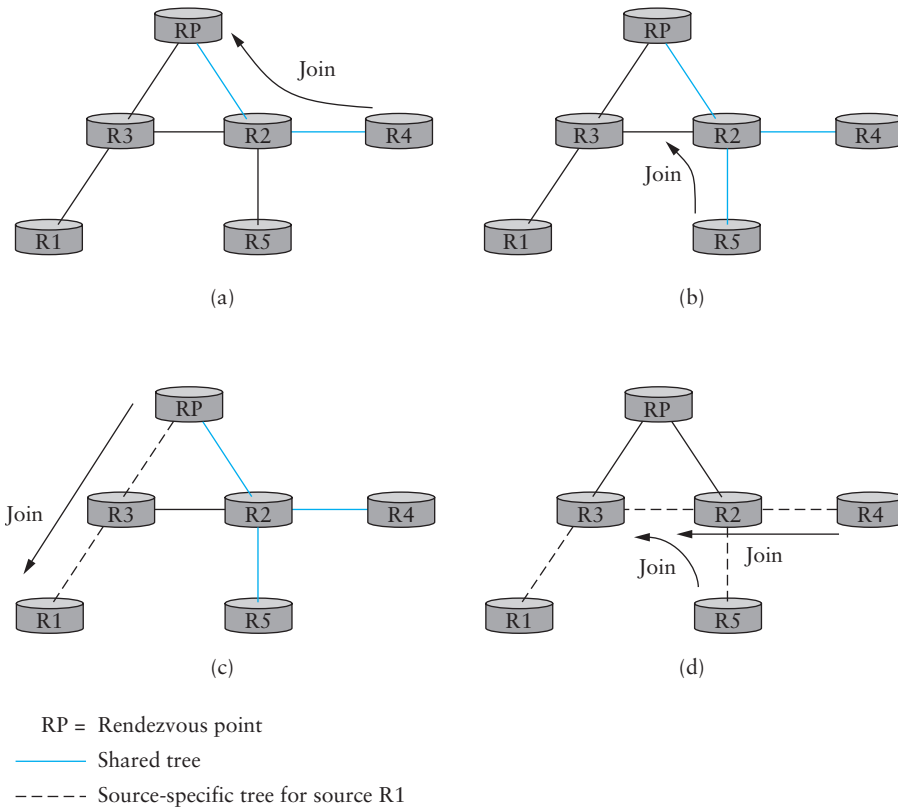 RP
Join
R3
R2
R4
R1
R5
(a)
RP
R3
R2
R4
Join
R1
R5
(b)
RP
Join
R3
R2
R4
R1
R5
(c)
RP
R3
R2
R4
Join
Join
R1
R5
(d)
RP = Rendezvous point
Shared tree
Source-specific tree for source R1